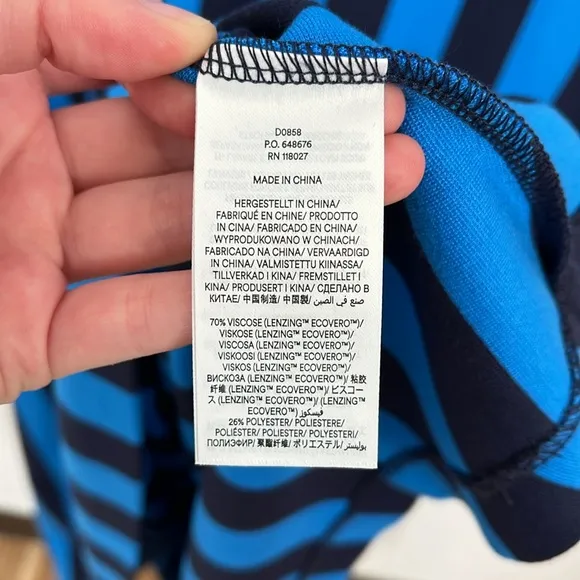 D0858
P.O. 648676
RN 118027
MADE IN CHINA
HERGESTELLT IN CHINA/
FABRIQUÉ EN CHINE/ PRODOTTO
IN CINA/ FABRICADO EN CHINA/
WYPRODUKOWANO W CHINACH/
FABRICADO NA CHINA/ VERVAARDIGD
IN CHINA/ VALMISTETTU KIINASSA/
TILLVERKAD I KINA/ FREMSTILLET I
KINA/ PRODUSERT I KINA/ СДЕЛАНО В
КИТАЕ/ 中国制造/ 中国製/ صنع في الصين
70% VISCOSE (LENZING™ ECOVERO™)/
VISKOSE (LENZING™ ECOVERO™)/
VISCOSA (LENZING™ ECOVERO™)/
VISKOOSI (LENZING™ ECOVERO™)/
VISKOS (LENZING™ ECOVERO™)/
ВИСКОЗА (LENZING™ ECOVERO™)/ 粘胶
纤维 (LENZING™ ECOVERO™)/ ビスコー
ス (LENZING™ ECOVERO™)/ (LENZING™
ECOVERO™) فيسكوز
26% POLYESTER/ POLIESTERE/
POLIÉSTER/ POLYESTERI/
ПОЛИЭФИР/ 聚酯纤维/ ポリエステル/ بوليستر